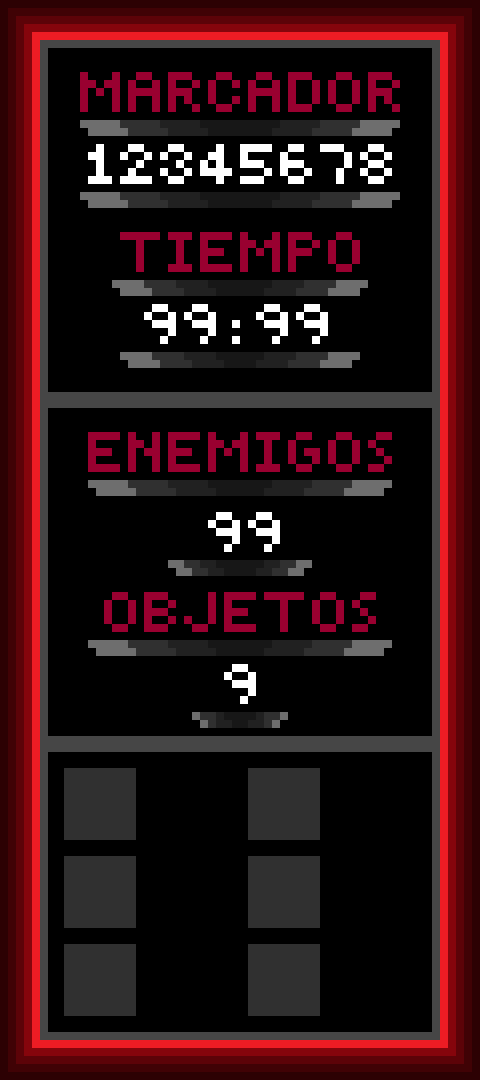 MARCADOR
12345678
TIEMPO
99:99
ENEMIGOS
99
OBJETOS
9